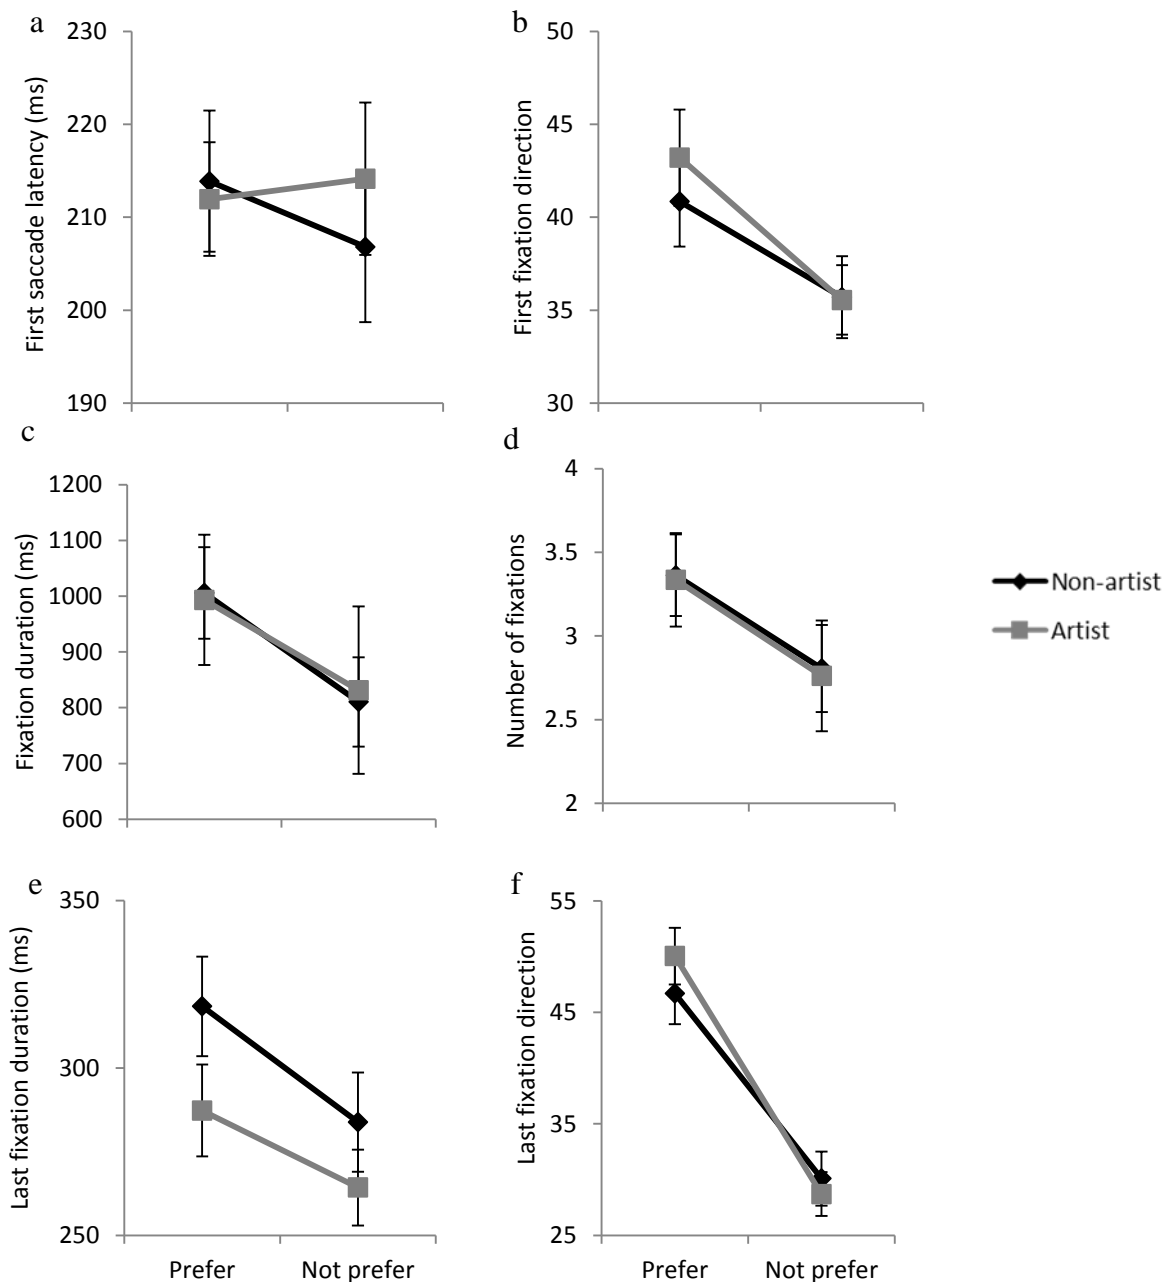 a
230
220
210
200
190
First saccade latency (ms)
b
50
45
40
35
30
First fixation direction
c
1200
1100
1000
900
800
700
600
Fixation duration (ms)
d
4
3.5
3
2.5
2
Number of fixations
Non-artist
Artist
e
350
300
250
Last fixation duration (ms)
Prefer Not prefer
f
55
45
35
25
Last fixation direction
Prefer Not prefer